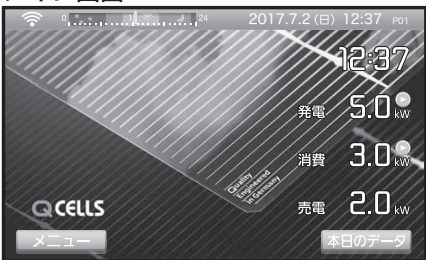 0 12 24 2017.7.2 (日) 12:37 P01
12:37
発電 5.0 kW
消費 3.0 kW
売電 2.0 kW
Quality
Engineered
in Germany
QCELLS
メニュー 本日のデータ